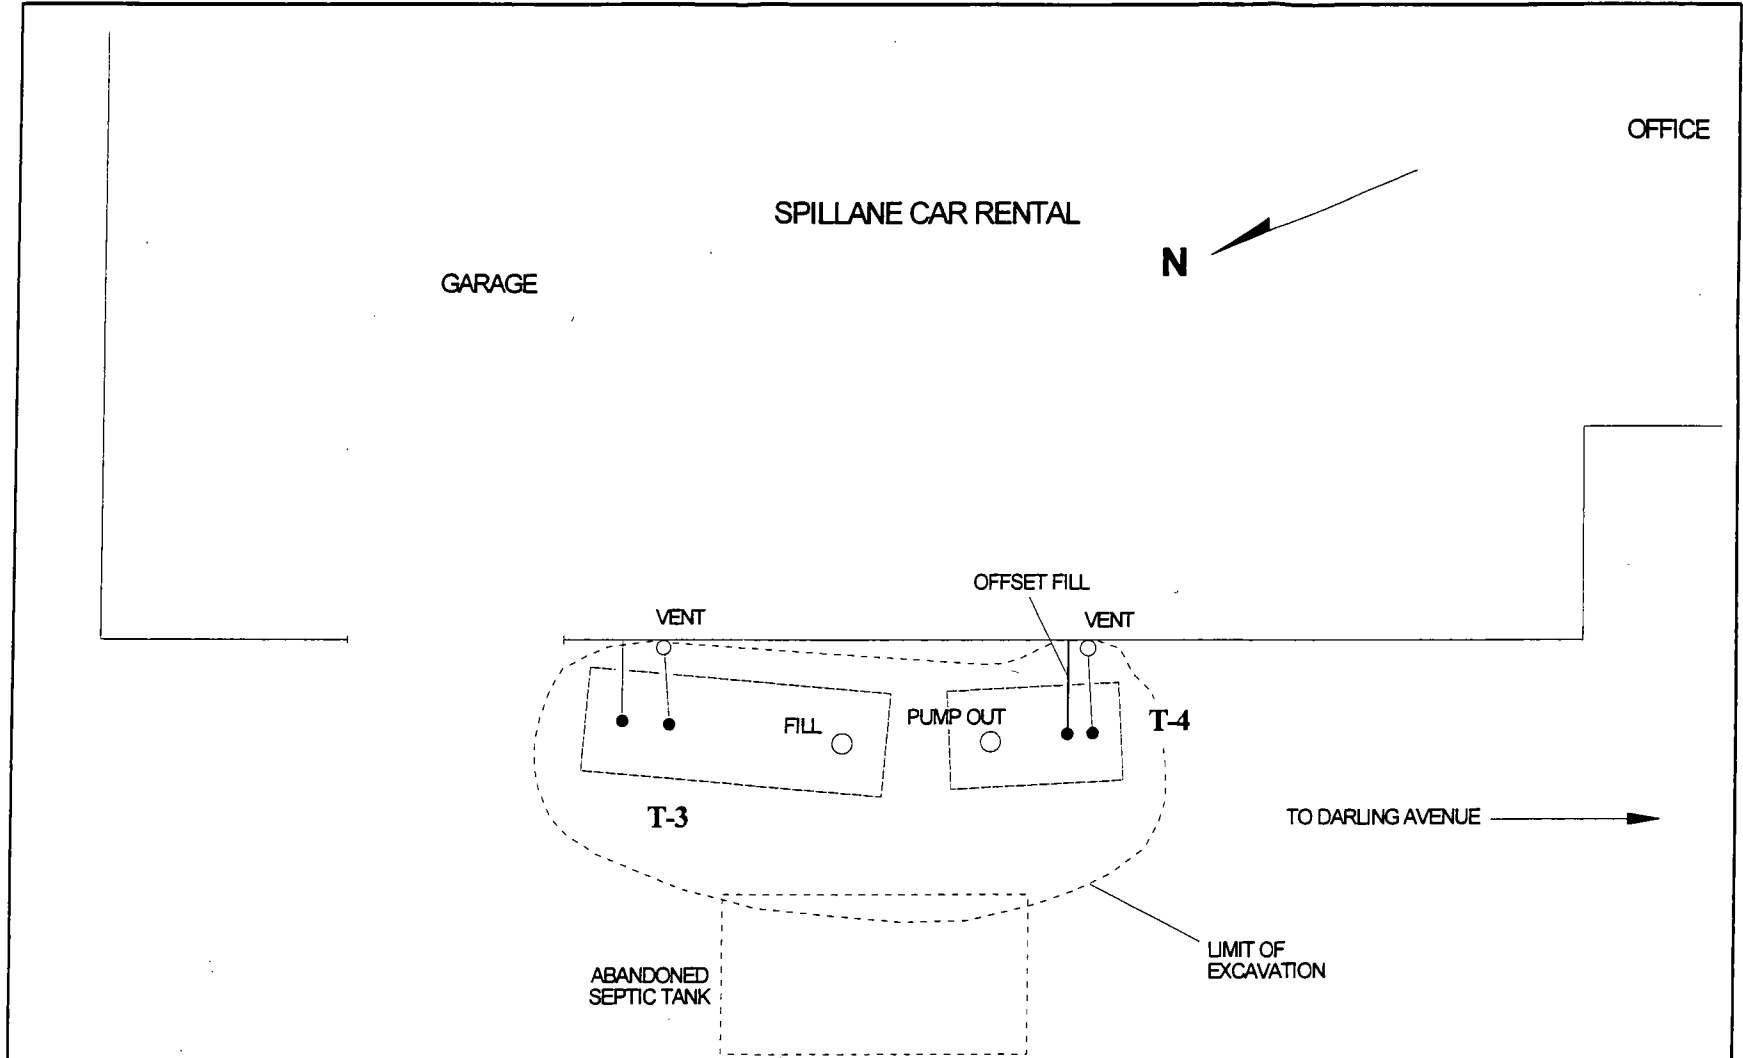 OFFICE
SPILLANE CAR RENTAL
N
GARAGE
OFFSET FILL
VENT
VENT
FILL
PUMP OUT
T-4
T-3
TO DARLING AVENUE
LIMIT OF
EXCAVATION
ABANDONED
SEPTIC TANK